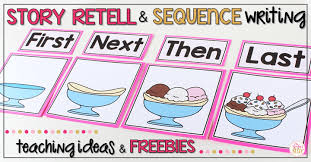 STORY RETELL & SEQUENCE writing
First Next Then Last
teaching ideas & FREEBIES